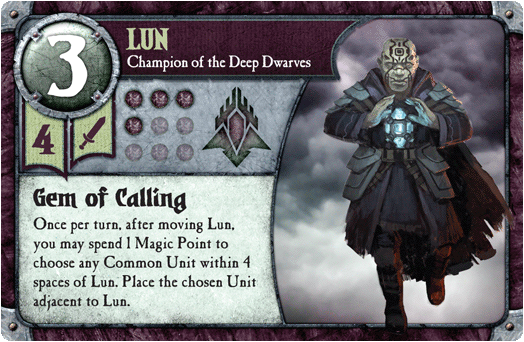 3
LUN
Champion of the Deep Dwarves
4
Gem of Calling
Once per turn, after moving Lun,
you may spend 1 Magic Point to
choose any Common Unit within 4
spaces of Lun. Place the chosen Unit
adjacent to Lun.